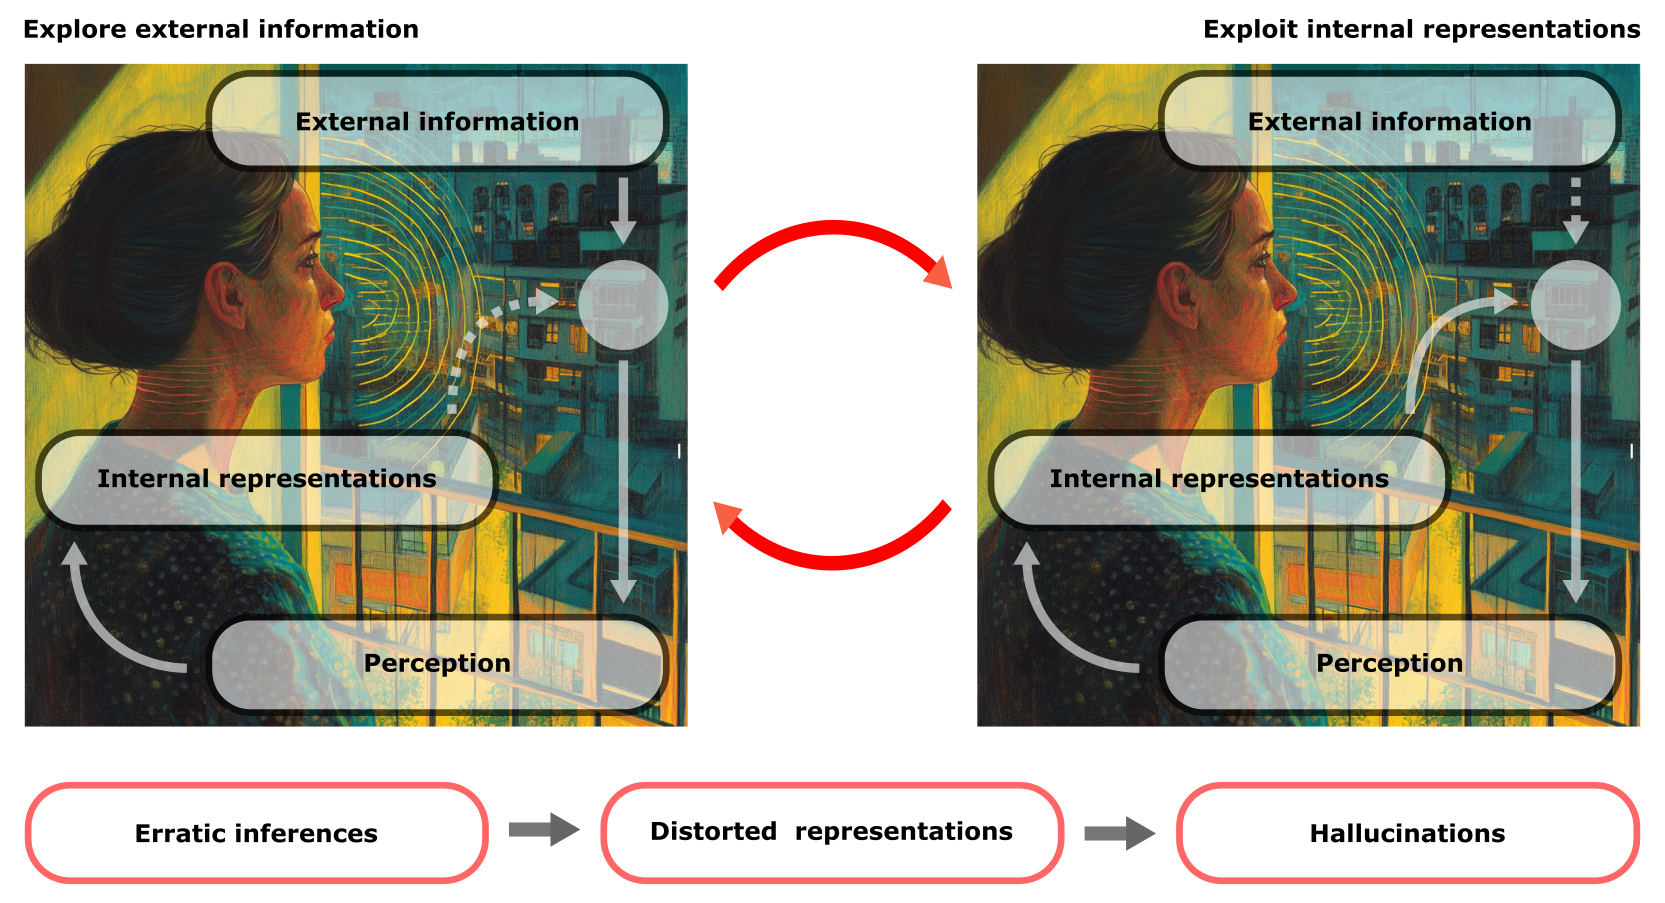 Explore external information
Exploit internal representations
External information
External information
Internal representations
Internal representations
Perception
Perception
Erratic inferences
Distorted representations
Hallucinations